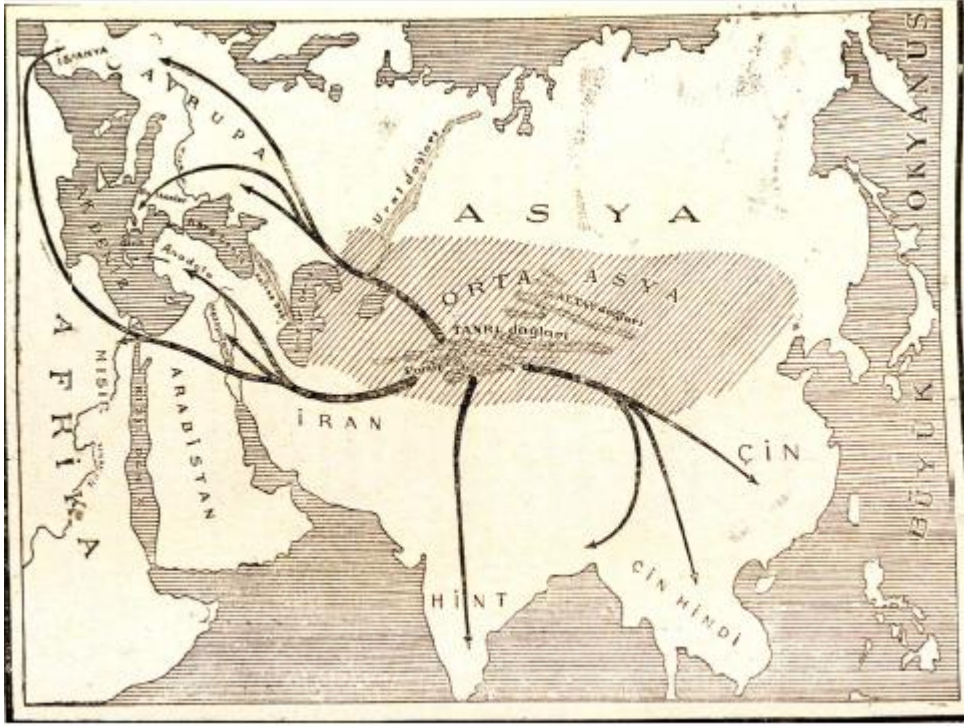 İSPANYA
AVRUPA
Ural dağları
ASYA
BÜYÜK OKYANUS
AKDENİZ
Anadolu
ORTA ASYA
ALTAY dağları
TANRI dağları
AFRİKA
MISIR
ARABİSTAN
İRAN
ÇİN
HİNT
ÇİN HİNDİ